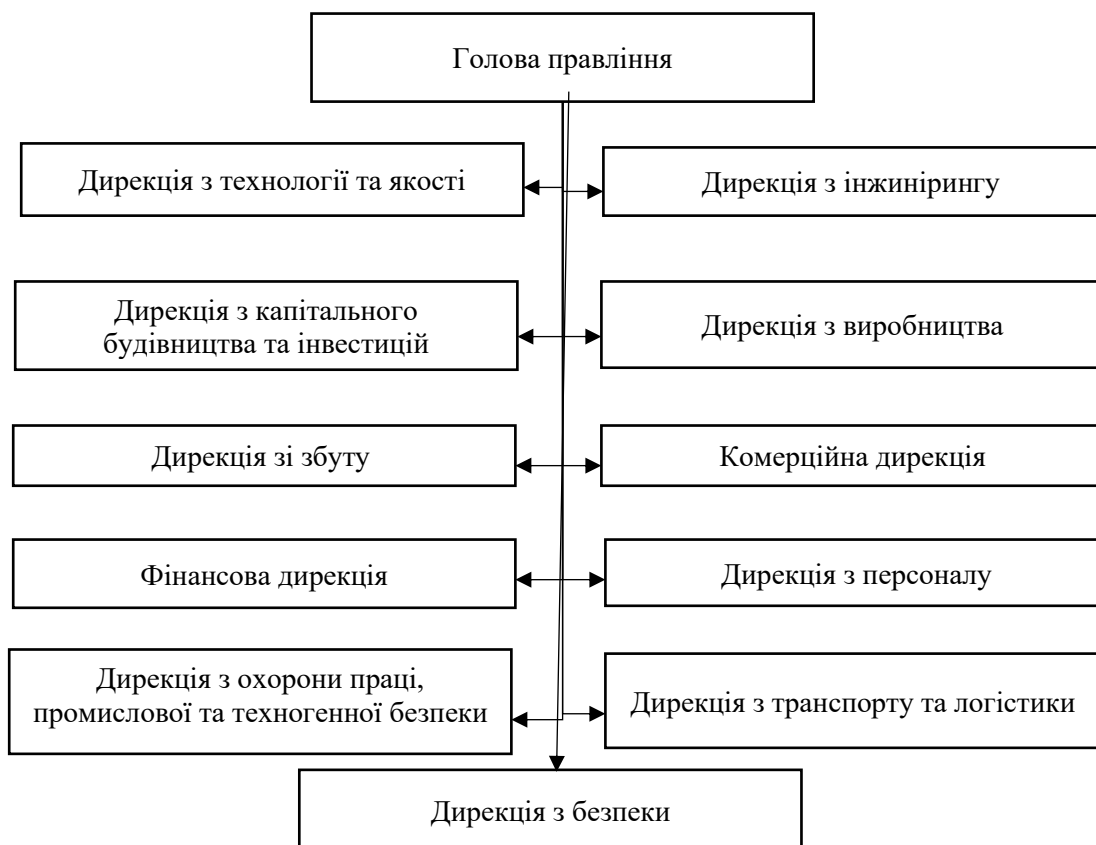 Голова правління
Дирекція з технології та якості
Дирекція з інжинірингу
Дирекція з капітального
будівництва та інвестицій
Дирекція з виробництва
Дирекція зі збуту
Комерційна дирекція
Фінансова дирекція
Дирекція з персоналу
Дирекція з охорони праці,
промислової та техногенної безпеки
Дирекція з транспорту та логістики
Дирекція з безпеки